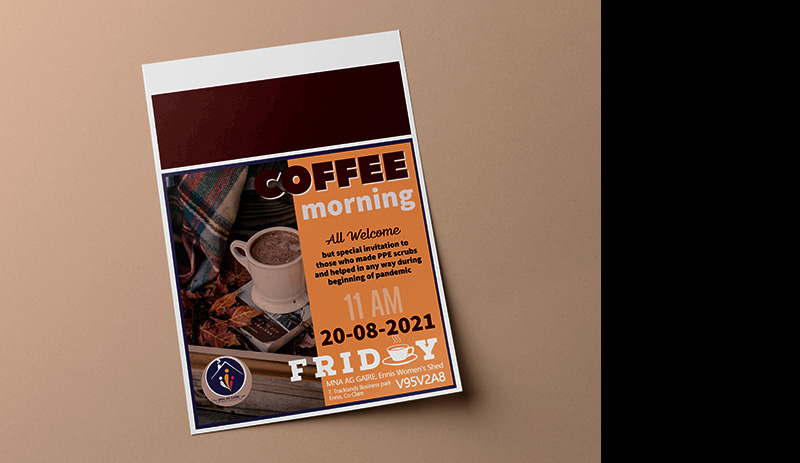 COFFEE
morning
All Welcome
but special invitation to
those who made PPE scrubs
and helped in any way during
beginning of pandemic
11 AM
20-08-2021
FRIDAY
MNA AG GAIRE, Ennis Women's Shed
7, Tracklands Business park
Ennis, Co Clare
V95V2A8